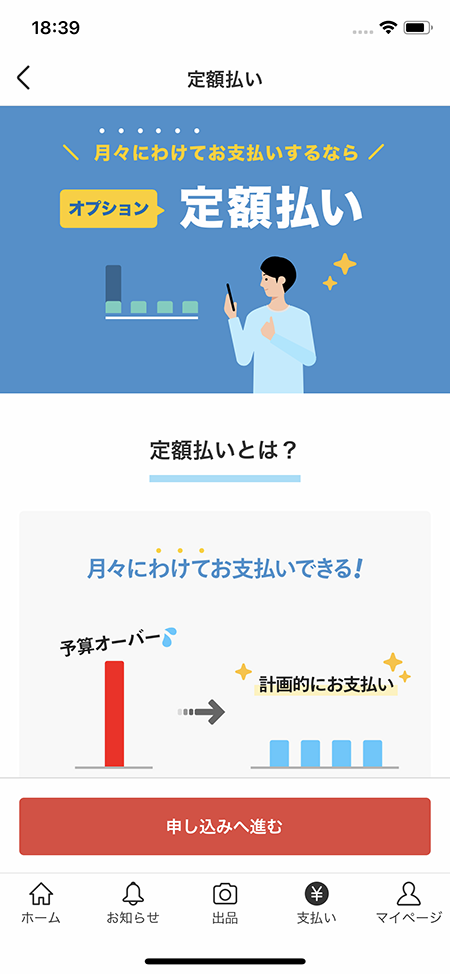 18:39
定額払い
月々にわけてお支払いするなら
オプション
定額払い
定額払いとは？
月々にわけてお支払いできる!
予算オーバー
計画的にお支払い
申し込みへ進む
ホーム
お知らせ
出品
¥
支払い
マイページ